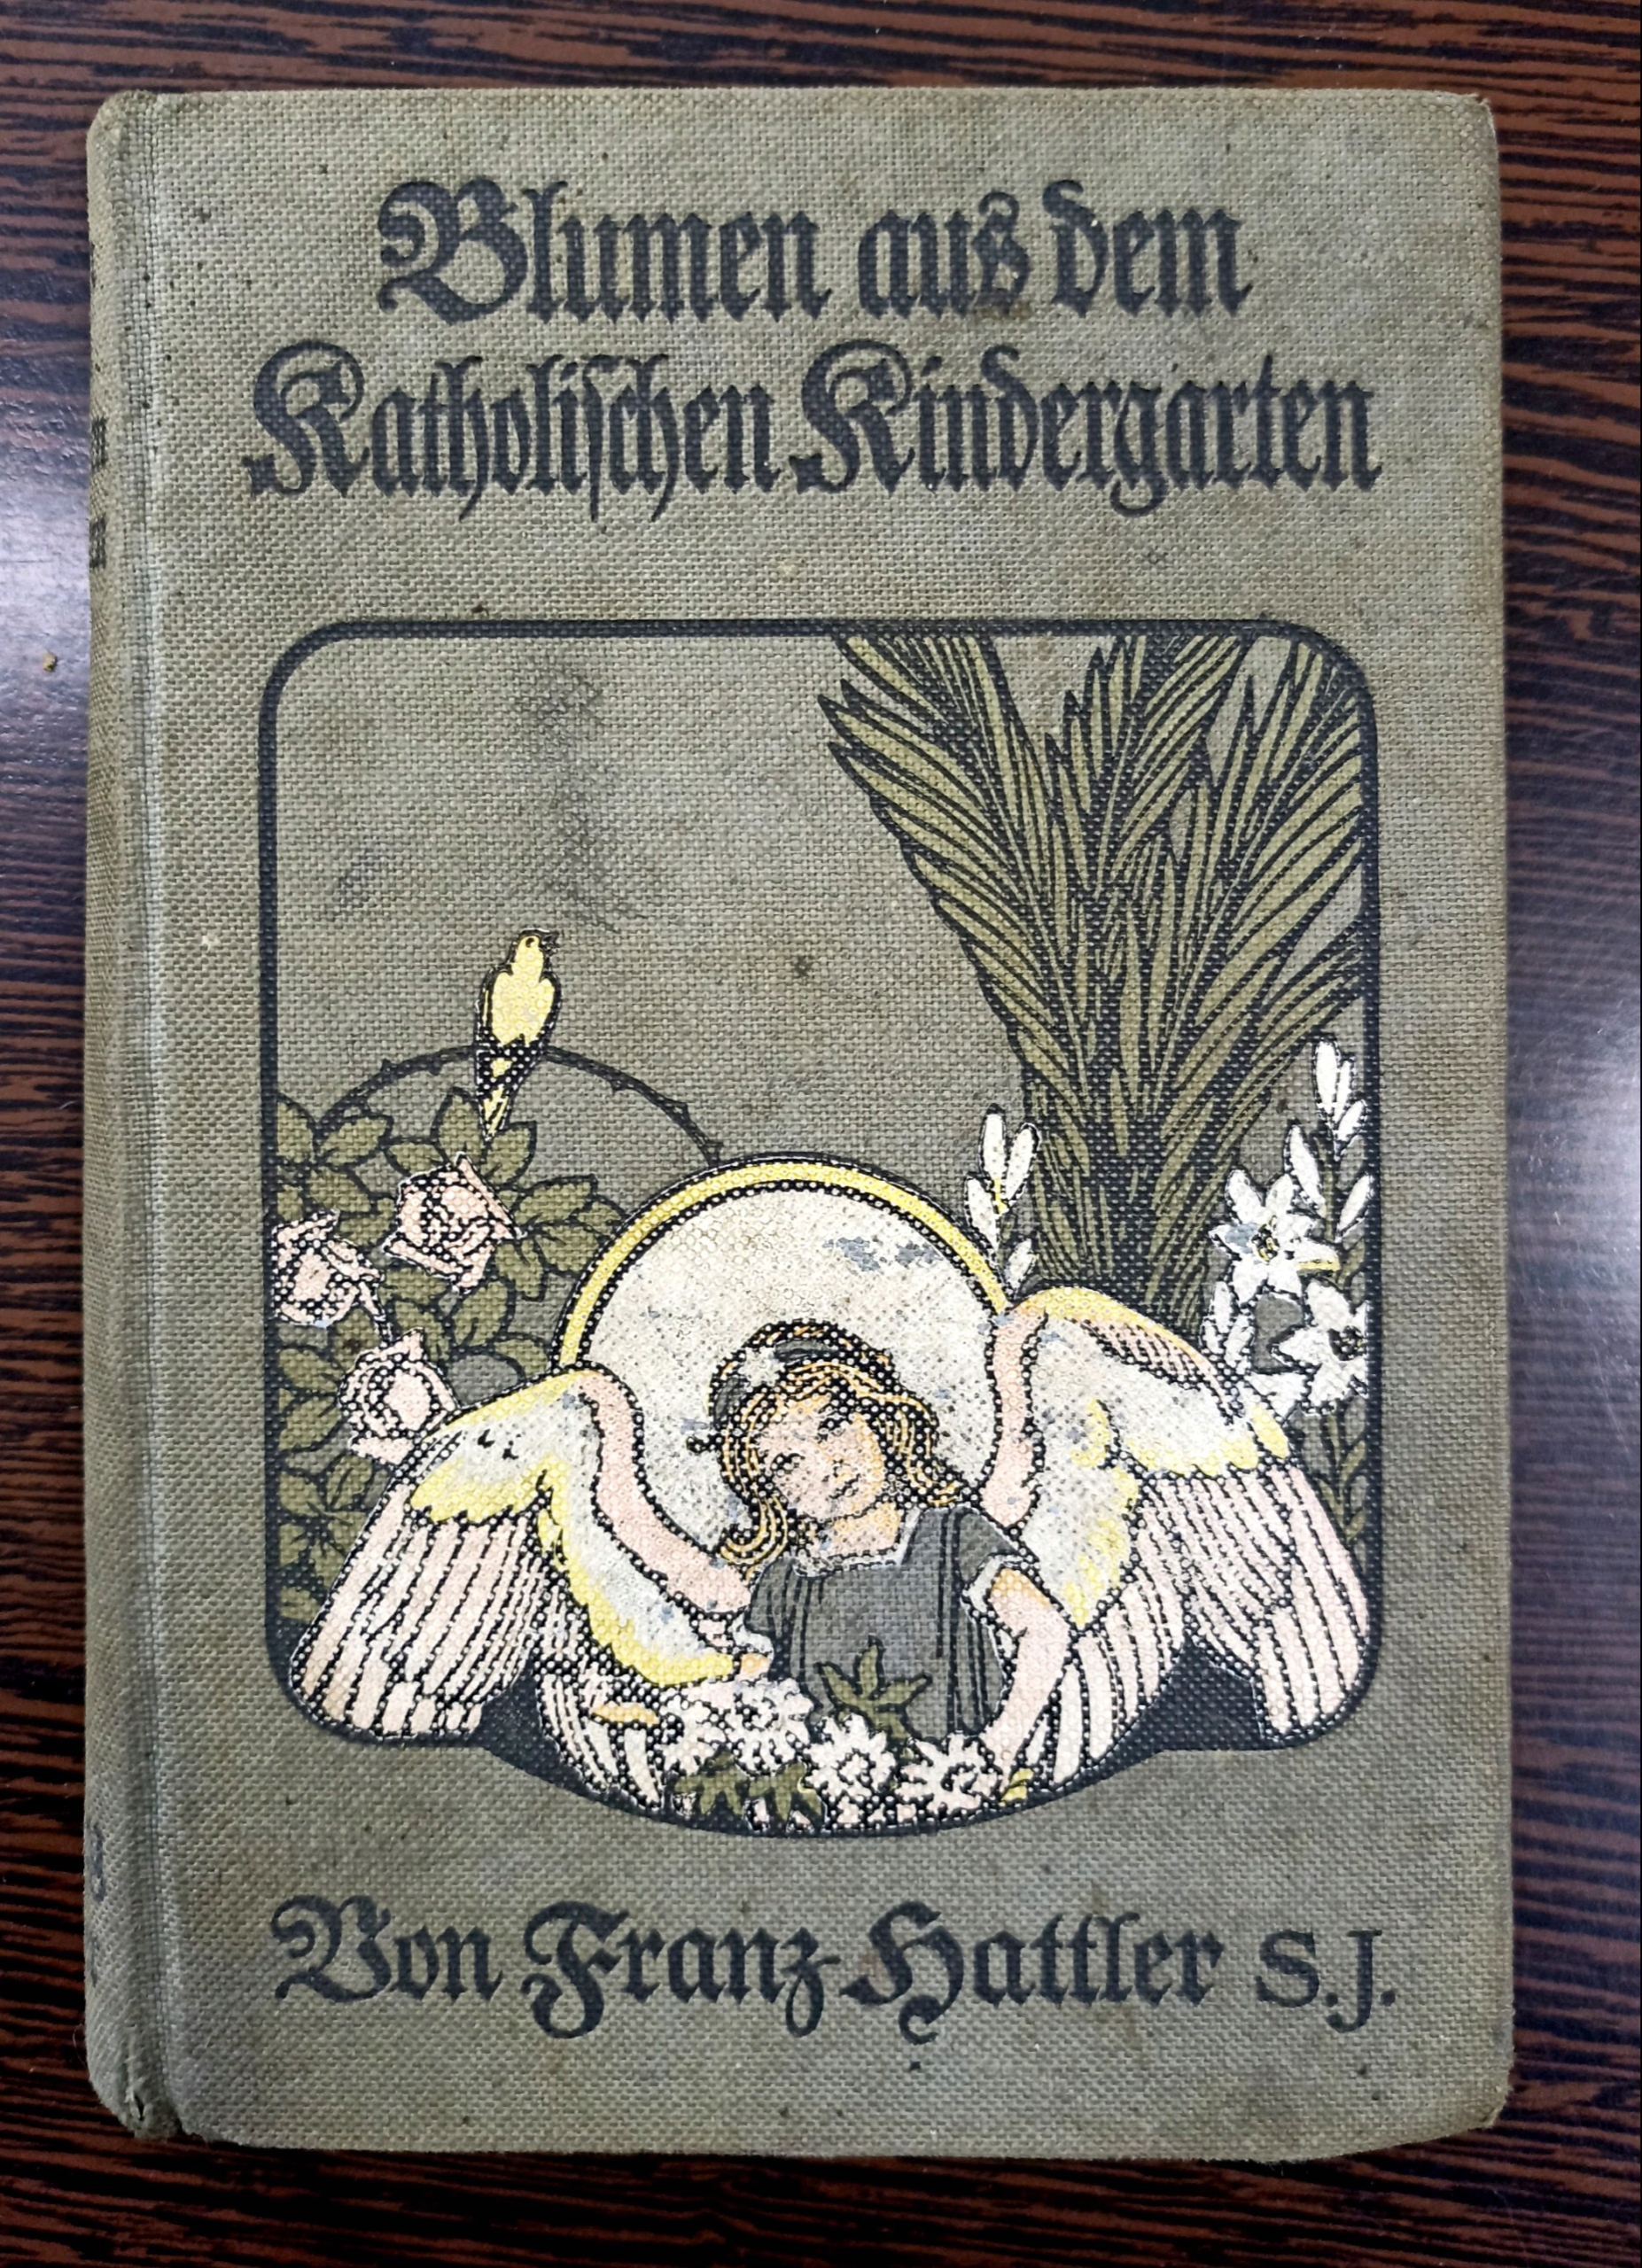 Blumen aus dem
Katholischen Kindergarten
Von Franz Hattler S.J.